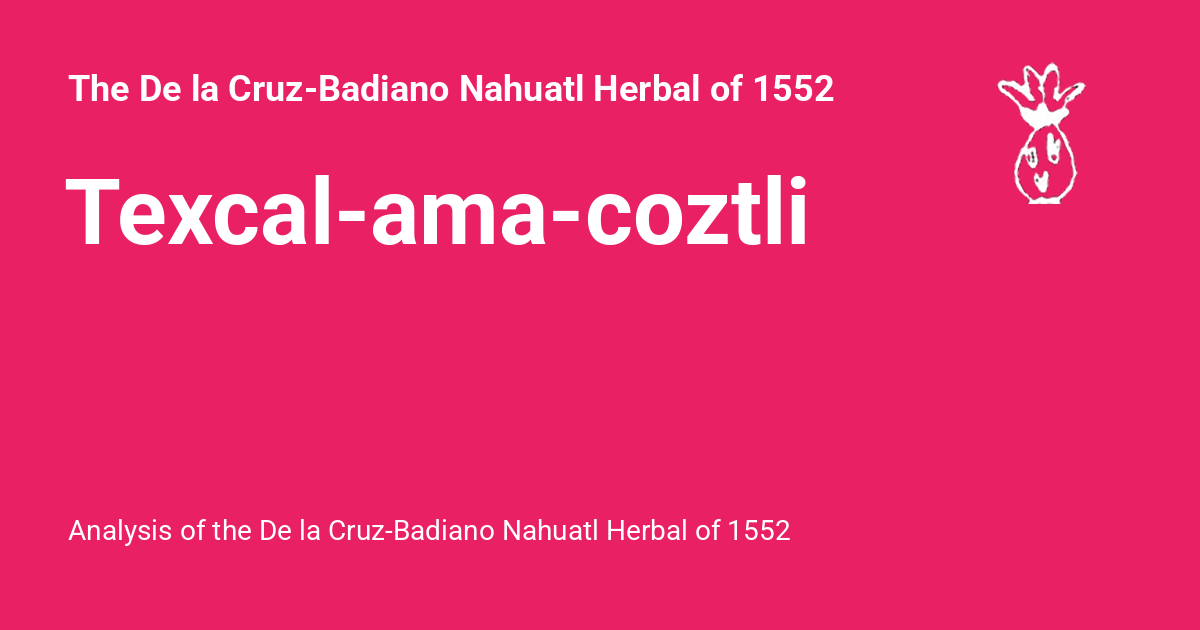 The De la Cruz-Badiano Nahuatl Herbal of 1552
Texcal-ama-coztli
Analysis of the De la Cruz-Badiano Nahuatl Herbal of 1552